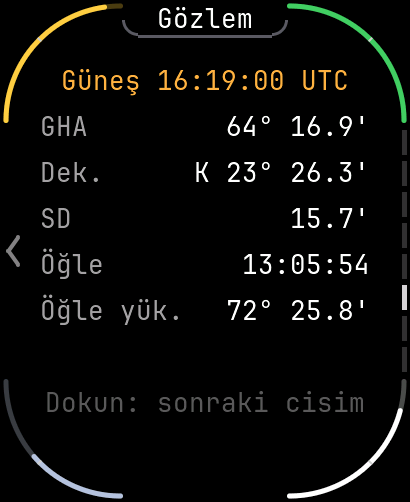 Gözlem
Güneş 16:19:00 UTC
GHA 64° 16.9'
Dek. K 23° 26.3'
SD 15.7'
Öğle 13:05:54
Öğle yük. 72° 25.8'
Dokun: sonraki cisim